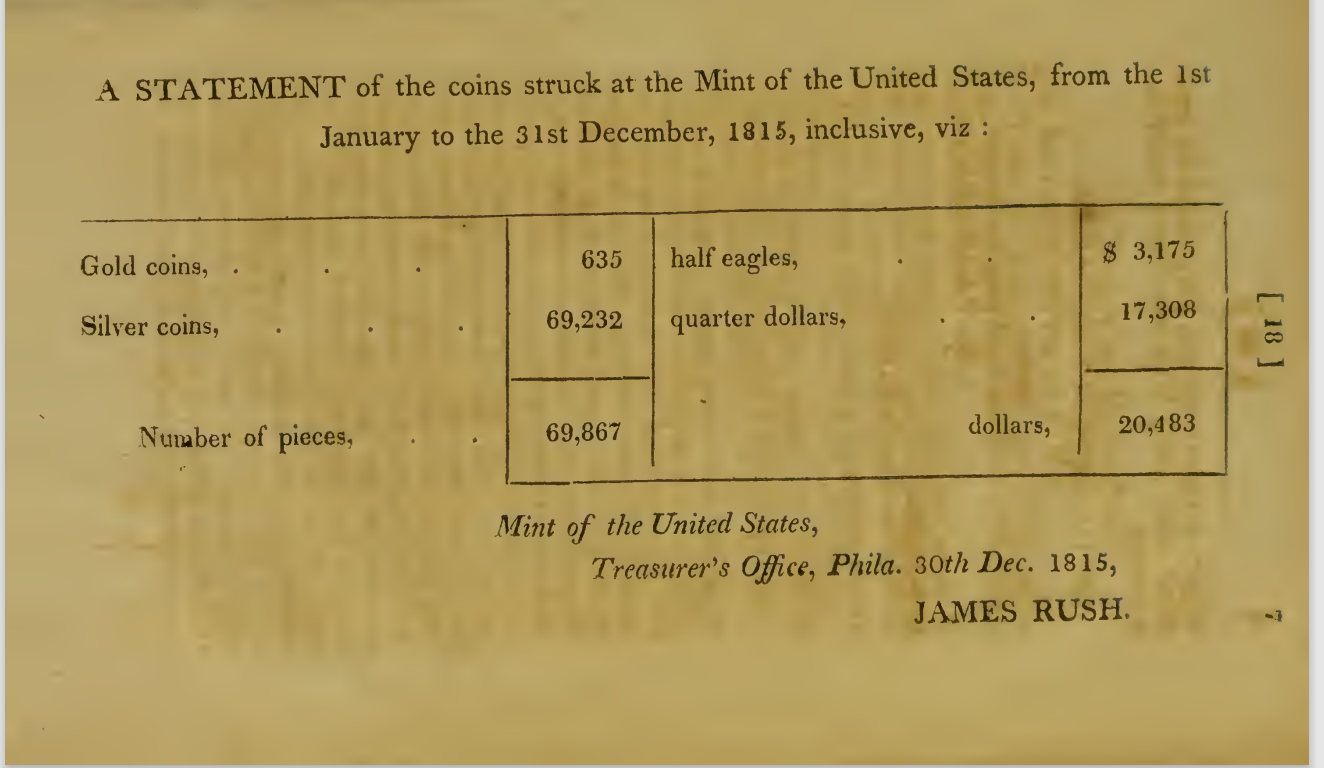 A STATEMENT of the coins struck at the Mint of the United States, from the 1st
January to the 31st December, 1815, inclusive, viz :
Gold coins, . . . 635 half eagles, . . $ 3,175
Silver coins, . . . 69,232 quarter dollars, . . 17,308
Number of pieces, . . 69,867 dollars, 20,483
[ 18 ]
Mint of the United States,
Treasurer's Office, Phila. 30th Dec. 1815,
JAMES RUSH.